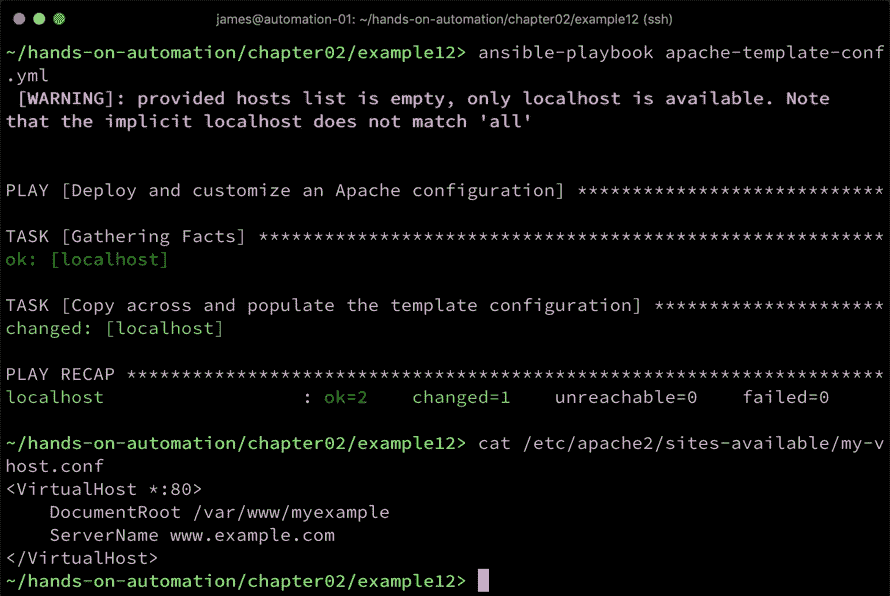 james@automation-01: ~/hands-on-automation/chapter02/example12 (ssh)
~/hands-on-automation/chapter02/example12> ansible-playbook apache-template-conf
.yml
 [WARNING]: provided hosts list is empty, only localhost is available. Note
that the implicit localhost does not match 'all'
PLAY [Deploy and customize an Apache configuration] ****************************
TASK [Gathering Facts] *********************************************************
ok: [localhost]
TASK [Copy across and populate the template configuration] *********************
changed: [localhost]
PLAY RECAP *********************************************************************
localhost                  : ok=2    changed=1    unreachable=0    failed=0
~/hands-on-automation/chapter02/example12> cat /etc/apache2/sites-available/my-v
host.conf
<VirtualHost *:80>
    DocumentRoot /var/www/myexample
    ServerName www.example.com
</VirtualHost>
~/hands-on-automation/chapter02/example12>